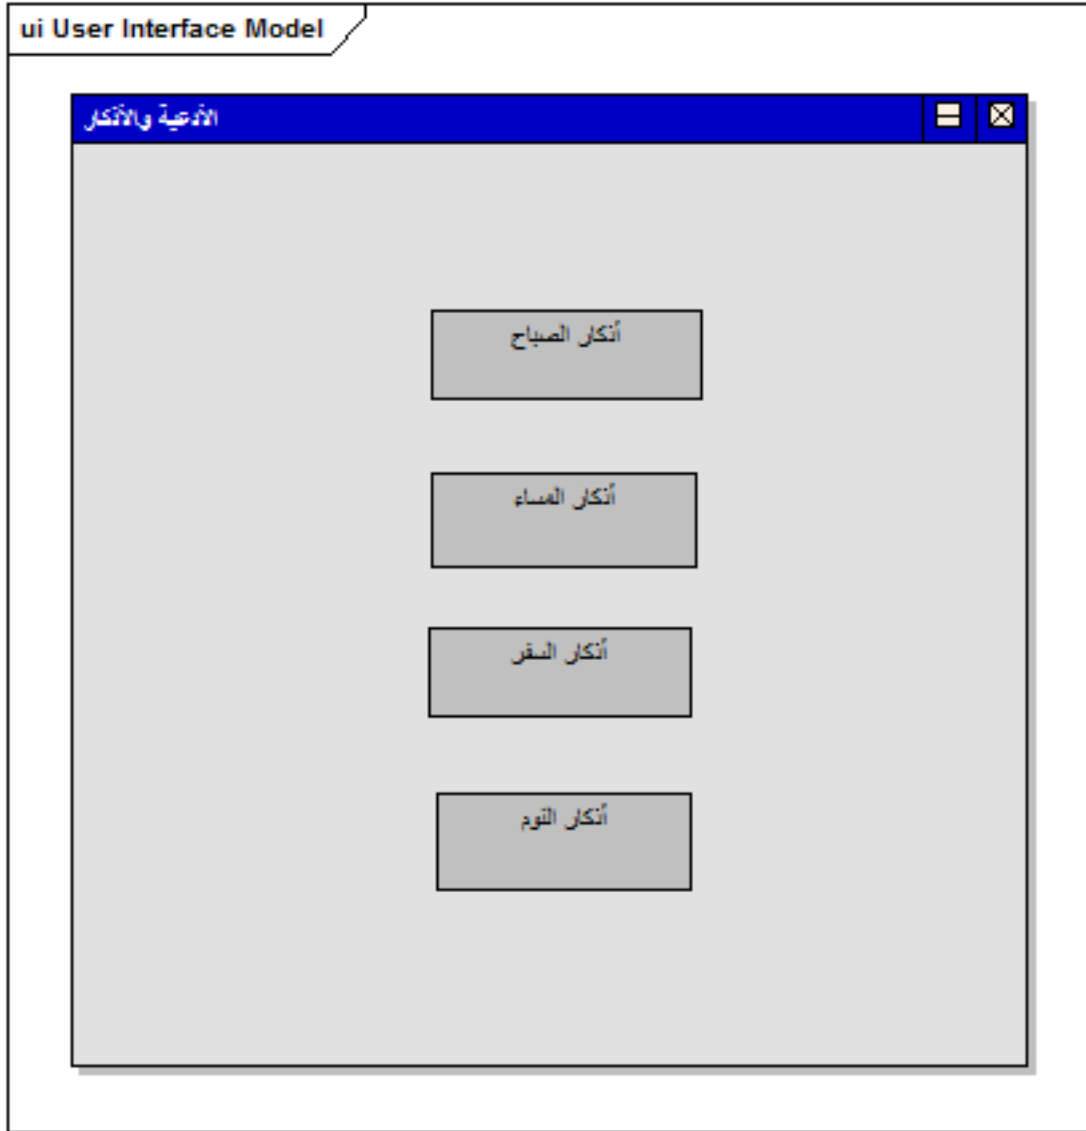 ui User Interface Model
الأدعية والأذكار
أذكار الصباح
أذكار المساء
أذكار السفر
أذكار النوم